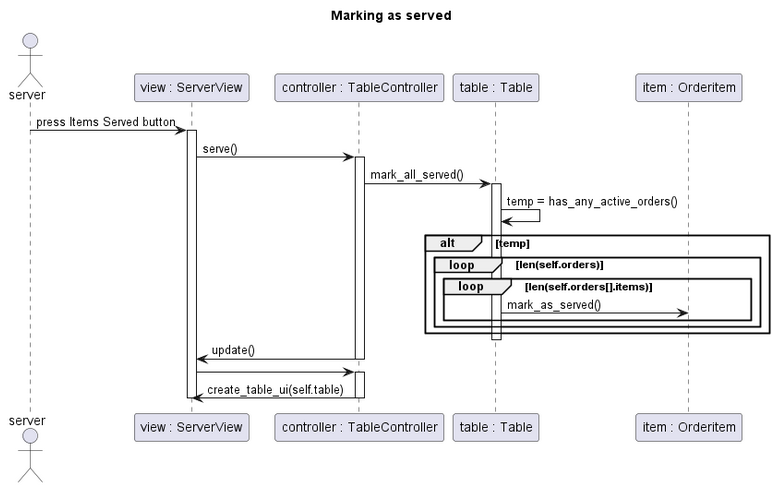 Marking as served
server
view : ServerView
controller : TableController
table : Table
item : Orderitem
press Items Served button
serve()
mark_all_served()
temp = has_any_active_orders()
alt
[temp]
loop
[len(self.orders)]
loop
[len(self.orders[].items)]
mark_as_served()
update()
create_table_ui(self.table)
server
view : ServerView
controller : TableController
table : Table
item : Orderitem